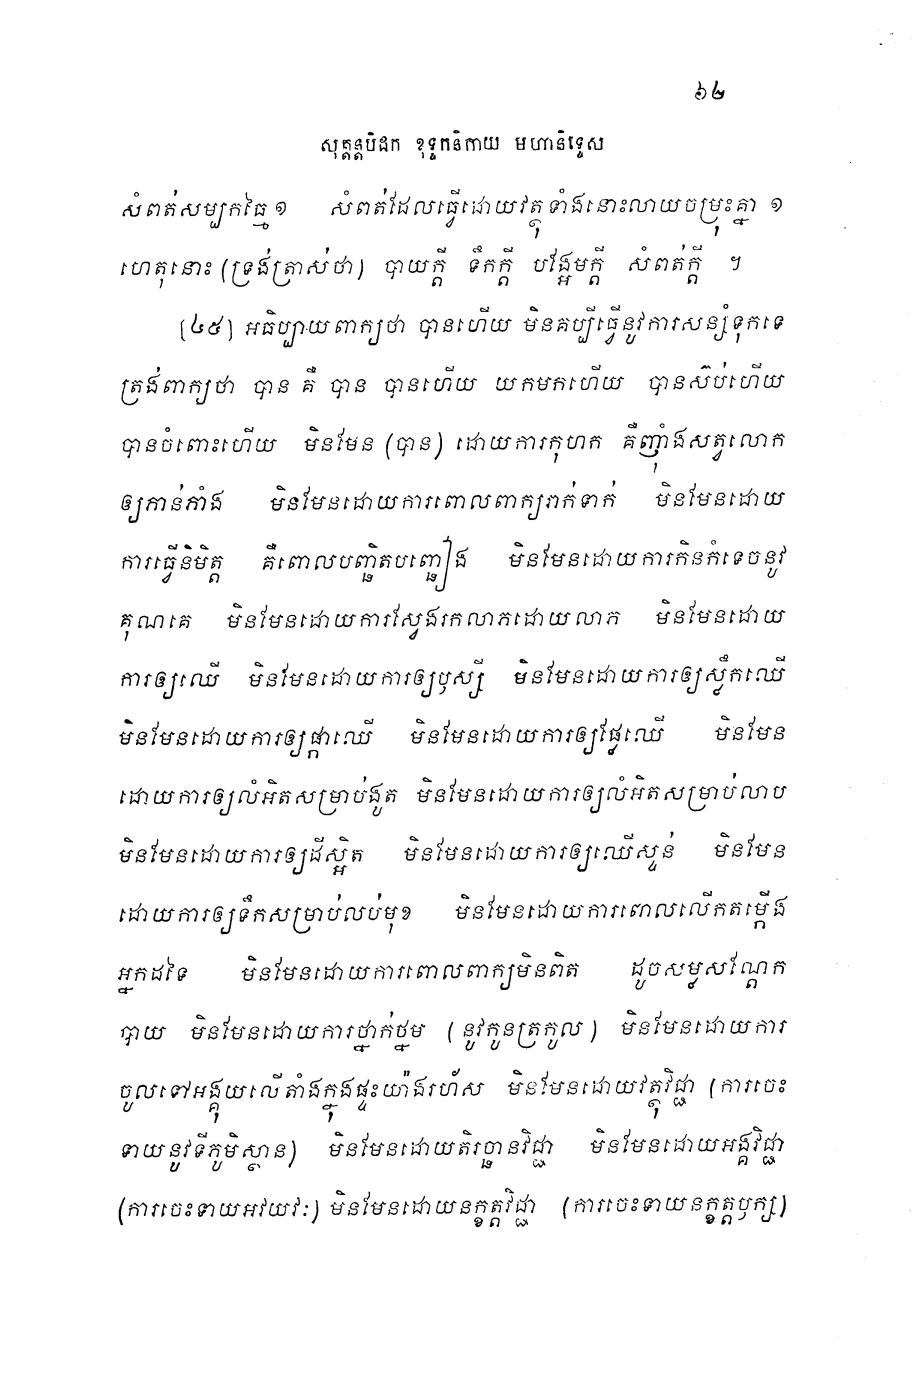 ៦៤
សុត្តន្តបិដក ខុទ្ទកនិកាយ មហានិទ្ទេស
សំពត់សម្បកធ្មៃ ១ សំពត់ដែលធ្វើដោយវត្ថុទាំងនោះលាយចម្រុះគ្នា ១
ហេតុនោះ (ទ្រង់ត្រាស់ថា) បាយក្តី ទឹកក្តី បង្អែមក្តី សំពត់ក្តី ។
[៤៥] អធិប្បាយពាក្យថា បានហើយ មិនគប្បីធ្វើនូវការសន្សំទុកទេ
ត្រង់ពាក្យថា បាន គឺ បាន បានហើយ យកមកហើយ បានស៊ប់ហើយ
បានចំពោះហើយ មិនមែន (បាន) ដោយការកុហក គឺញ៉ាំងសត្វលោក
ឲ្យកាន់កាំង មិនមែនដោយការពោលពាក្យរាក់ទាក់ មិនមែនដោយ
ការធ្វើនិមិត្ត គឺពោលបញ្ឆិតបញ្ឆៀង មិនមែនដោយការកិនកំទេចនូវ
គុណគេ មិនមែនដោយការស្វែងរកលាភដោយលាភ មិនមែនដោយ
ការឲ្យឈើ មិនមែនដោយការឲ្យឫស្សី មិនមែនដោយការឲ្យស្លឹកឈើ
មិនមែនដោយការឲ្យផ្កាឈើ មិនមែនដោយការឲ្យផ្លែឈើ មិនមែន
ដោយការឲ្យលំអិតសម្រាប់ងូត មិនមែនដោយការឲ្យលំអិតសម្រាប់លាប
មិនមែនដោយការឲ្យដីស្អិត មិនមែនដោយការឲ្យឈើស្ទន់ មិនមែន
ដោយការឲ្យទឹកសម្រាប់លប់មុខ មិនមែនដោយការពោលលើកតម្កើង
អ្នកដទៃ មិនមែនដោយការពោលពាក្យមិនពិត ដូចសម្លសណ្តែក
បាយ មិនមែនដោយការថ្នាក់ថ្នម (នូវកូនត្រកូល) មិនមែនដោយការ
ចូលទៅអង្គុយលើតាំងក្នុងផ្ទះយ៉ាងរហ័ស មិនមែនដោយវត្ថុវិជ្ជា (ការចេះ
ទាយនូវទីភូមិស្ថាន) មិនមែនដោយតិរច្ឆានវិជ្ជា មិនមែនដោយអង្គវិជ្ជា
(ការចេះទាយអវយវៈ) មិនមែនដោយនក្ខត្តវិជ្ជា (ការចេះទាយនក្ខត្តឫក្ស)